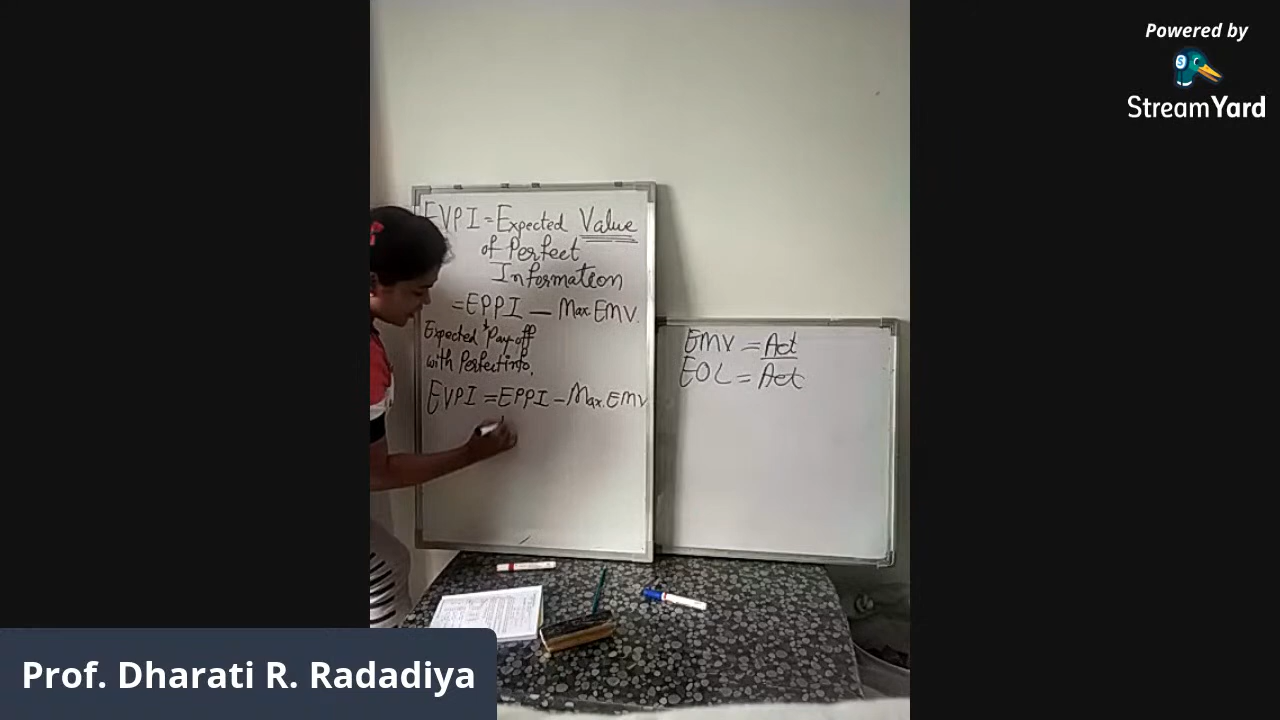 Powered by
StreamYard
EVPI = Expected Value
of Perfect
Information
= EPPI — Max. EMV.
Expected Pay-off
with Perfect info.
EVPI = EPPI - Max. EMV
EMV = Act
EOL = Act
Prof. Dharati R. Radadiya